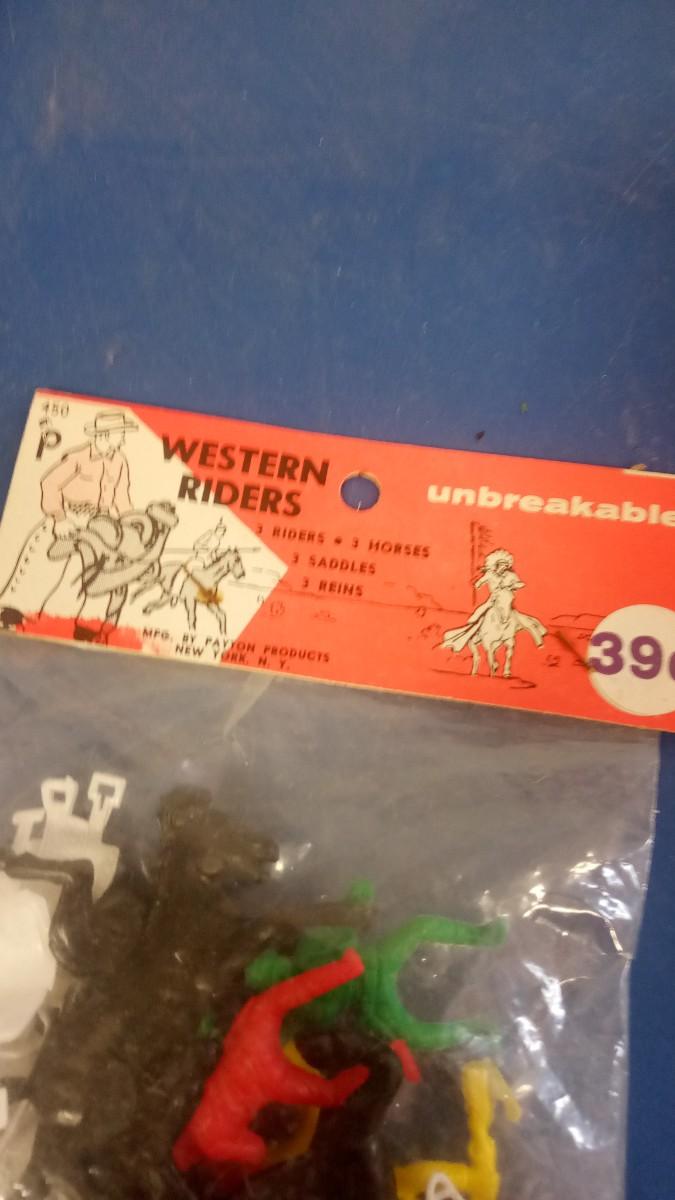 450
P
WESTERN
RIDERS
unbreakable
3 RIDERS • 3 HORSES
3 SADDLES
3 REINS
39¢
MFG. BY PAYTON PRODUCTS
NEW YORK, N. Y.